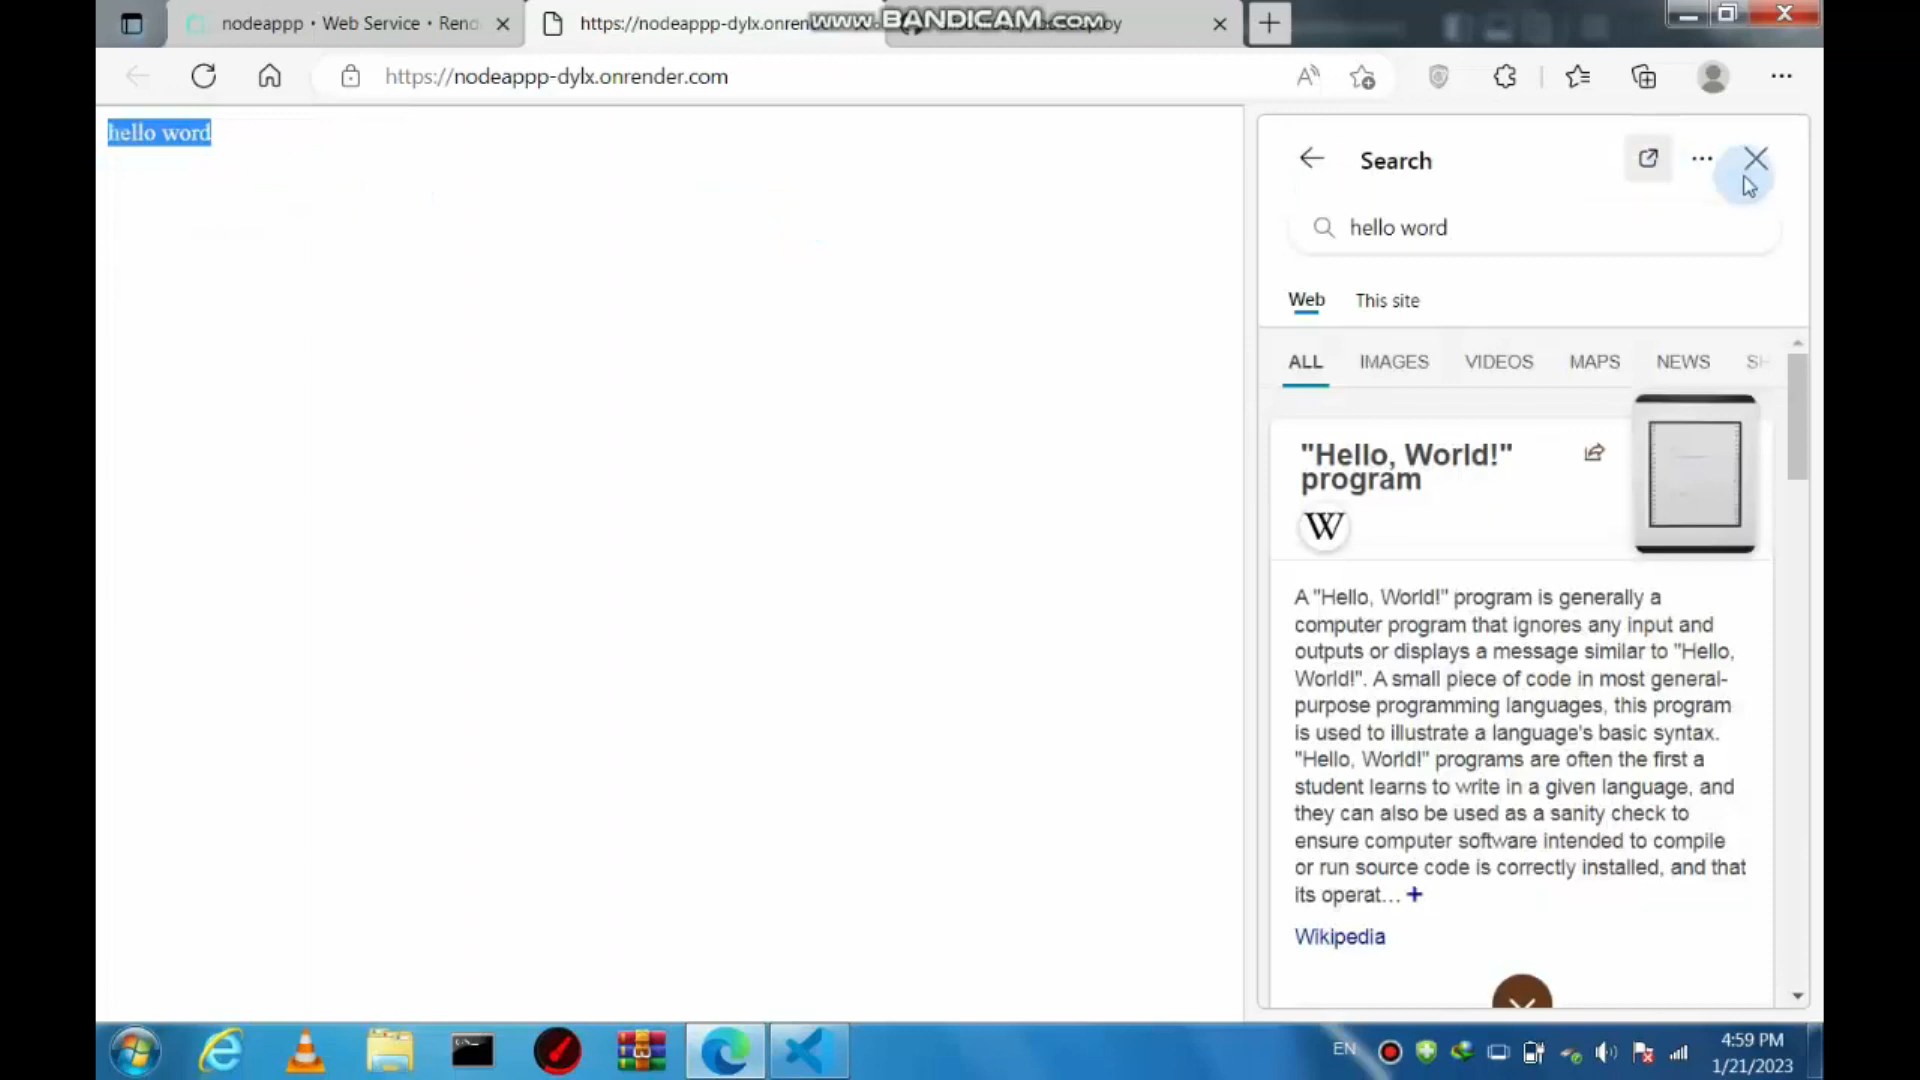 nodeappp • Web Service • Rend
https://nodeappp-dylx.onren
www.BANDICAM.com
https://nodeappp-dylx.onrender.com
hello word
Search
hello word
Web This site
ALL IMAGES VIDEOS MAPS NEWS SH
"Hello, World!"
program
W
A "Hello, World!" program is generally a
computer program that ignores any input and
outputs or displays a message similar to "Hello,
World!". A small piece of code in most general-
purpose programming languages, this program
is used to illustrate a language's basic syntax.
"Hello, World!" programs are often the first a
student learns to write in a given language, and
they can also be used as a sanity check to
ensure computer software intended to compile
or run source code is correctly installed, and that
its operat... +
Wikipedia
EN
4:59 PM
1/21/2023